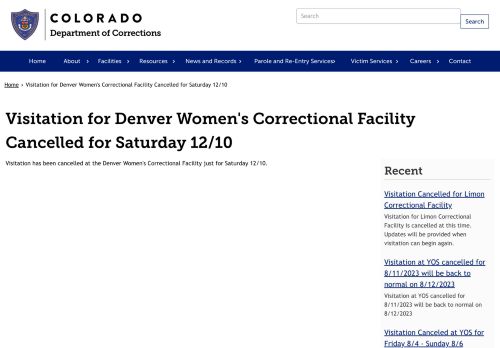 COLORADO
Department of Corrections
Search
Search
Home
About
Facilities
Resources
News and Records
Parole and Re-Entry Services
Victim Services
Careers
Contact
Home › Visitation for Denver Women's Correctional Facility Cancelled for Saturday 12/10
Visitation for Denver Women's Correctional Facility
Cancelled for Saturday 12/10
Visitation has been cancelled at the Denver Women's Correctional Facility just for Saturday 12/10.
Recent
Visitation Cancelled for Limon
Correctional Facility
Visitation for Limon Correctional
Facility is cancelled at this time.
Updates will be provided when
visitation can begin again.
Visitation at YOS cancelled for
8/11/2023 will be back to
normal on 8/12/2023
Visitation at YOS cancelled for
8/11/2023 will be back to normal on
8/12/2023
Visitation Canceled at YOS for
Friday 8/4 - Sunday 8/6